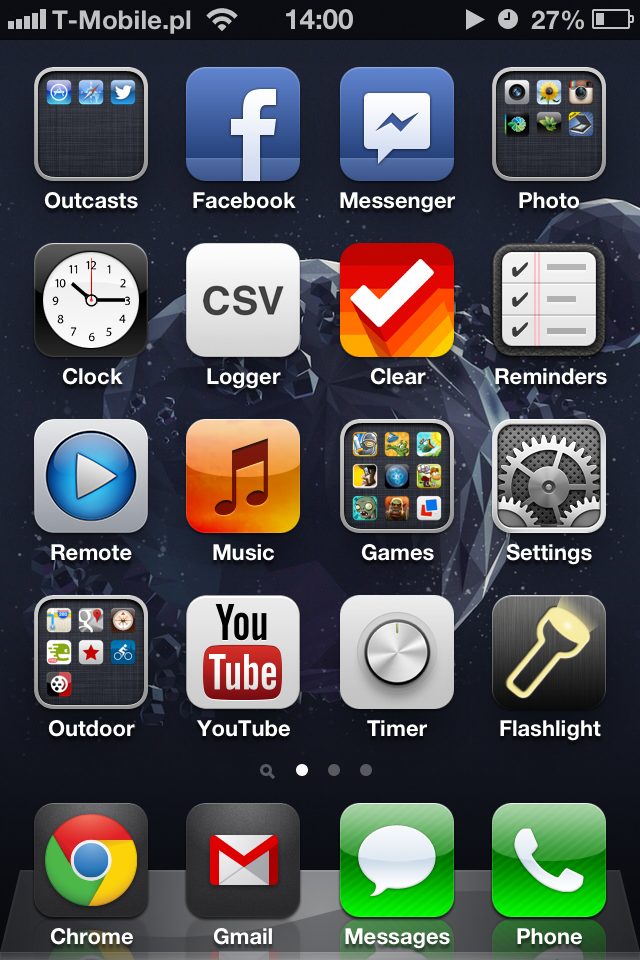 T-Mobile.pl 14:00 27%
Outcasts Facebook Messenger Photo
12
11 1
10 2
9 3
8 4
7 5
6
CSV
Clock Logger Clear Reminders
Remote Music Games Settings
You
Tube
Outdoor YouTube Timer Flashlight
Chrome Gmail Messages Phone